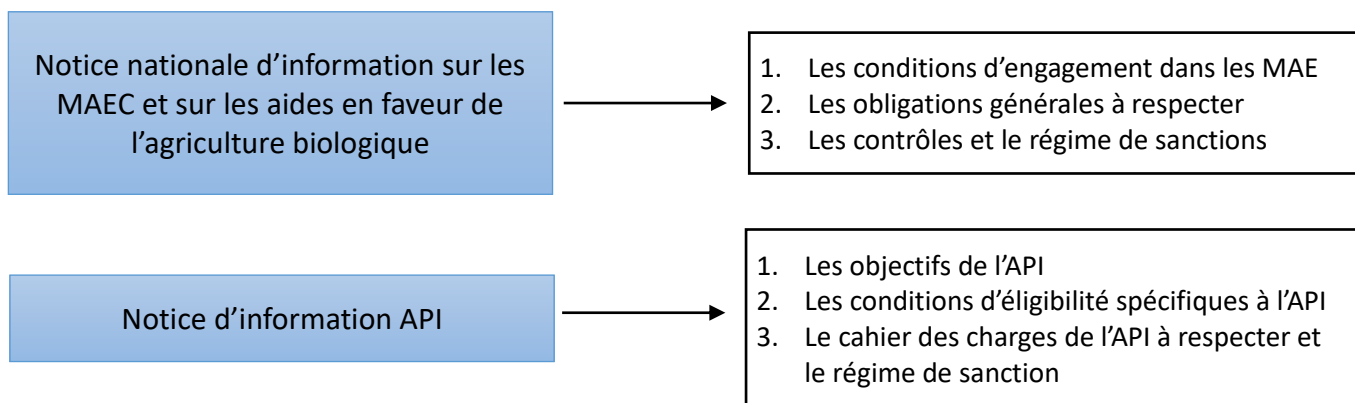 Notice nationale d’information sur les
MAEC et sur les aides en faveur de
l’agriculture biologique
1. Les conditions d’engagement dans les MAE
2. Les obligations générales à respecter
3. Les contrôles et le régime de sanctions
Notice d’information API
1. Les objectifs de l’API
2. Les conditions d’éligibilité spécifiques à l’API
3. Le cahier des charges de l’API à respecter et
le régime de sanction